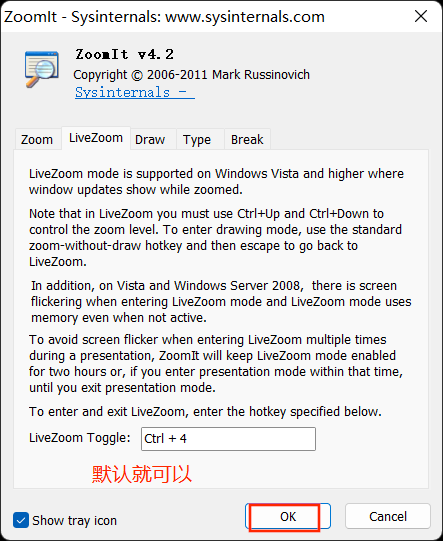 ZoomIt - Sysinternals: www.sysinternals.com
ZoomIt v4.2
Copyright © 2006-2011 Mark Russinovich
Sysinternals -
Zoom LiveZoom Draw Type Break
LiveZoom mode is supported on Windows Vista and higher where
window updates show while zoomed.
Note that in LiveZoom you must use Ctrl+Up and Ctrl+Down to
control the zoom level. To enter drawing mode, use the standard
zoom-without-draw hotkey and then escape to go back to
LiveZoom.
In addition, on Vista and Windows Server 2008, there is screen
flickering when entering LiveZoom mode and LiveZoom mode uses
memory even when not active.
To avoid screen flicker when entering LiveZoom multiple times
during a presentation, ZoomIt will keep LiveZoom mode enabled
for two hours or, if you enter presentation mode within that time,
until you exit presentation mode.
To enter and exit LiveZoom, enter the hotkey specified below.
LiveZoom Toggle: Ctrl + 4
默认就可以
Show tray icon OK Cancel